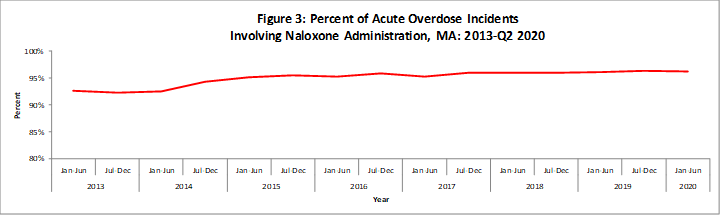 Figure 3: Percent of Acute Overdose Incidents
Involving Naloxone Administration, MA: 2013-Q2 2020
100%
95%
90%
85%
80%
Percent
Jan-Jun Jul-Dec Jan-Jun Jul-Dec Jan-Jun Jul-Dec Jan-Jun Jul-Dec Jan-Jun Jul-Dec Jan-Jun Jul-Dec Jan-Jun Jul-Dec Jan-Jun
2013 2014 2015 2016 2017 2018 2019 2020
Year